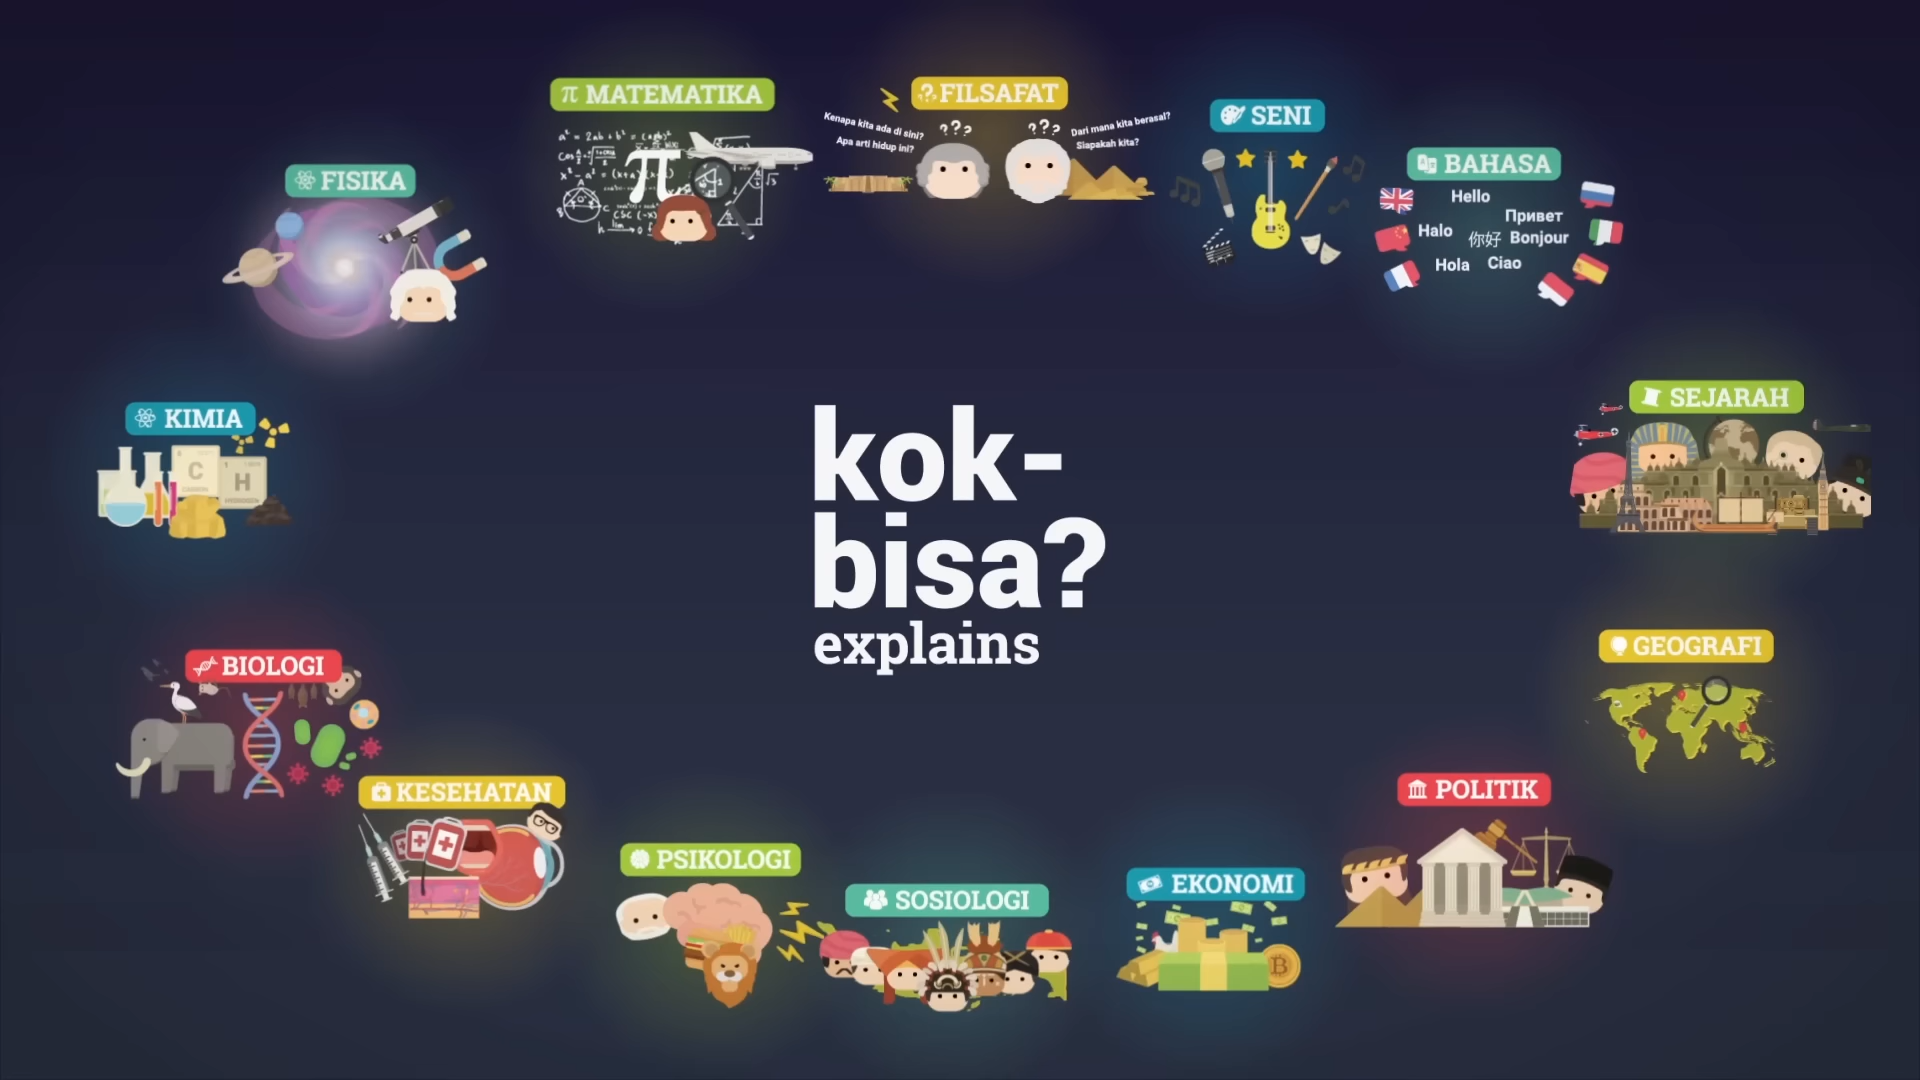 MATEMATIKA
FILSAFAT
Kenapa kita ada di sini?
Apa arti hidup ini?
???
???
Dari mana kita berasal?
Siapakah kita?
SENI
BAHASA
Hello
Привет
Halo
你好
Bonjour
Hola
Ciao
FISIKA
π
KIMIA
C
H
SEJARAH
kok-
bisa?
explains
BIOLOGI
GEOGRAFI
KESEHATAN
POLITIK
PSIKOLOGI
SOSIOLOGI
EKONOMI